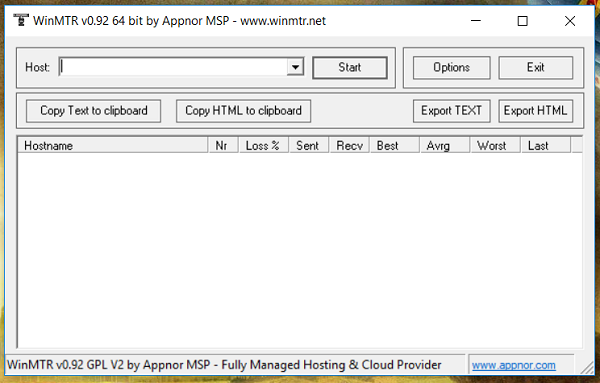 WinMTR v0.92 64 bit by Appnor MSP - www.winmtr.net
Host: Start Options Exit
Copy Text to clipboard Copy HTML to clipboard Export TEXT Export HTML
Hostname Nr Loss % Sent Recv Best Avrg Worst Last
WinMTR v0.92 GPL V2 by Appnor MSP - Fully Managed Hosting & Cloud Provider www.appnor.com